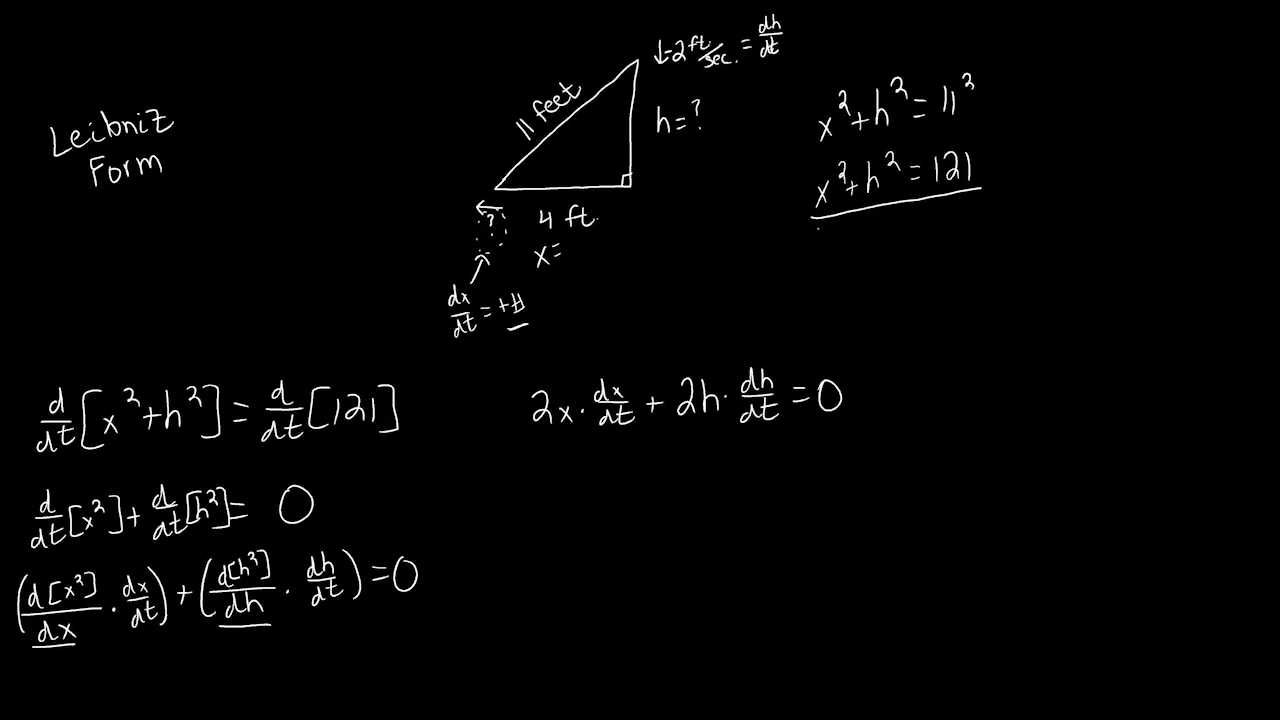 Leibniz
Form
↓-2 ft/sec. = dh/dt
11 feet
h = ?
4 ft.
x =
?
dx/dt = +#
x² + h² = 11²
x² + h² = 121
d/dt[x² + h²] = d/dt[121]
d/dt[x²] + d/dt[h²] = 0
(d[x²]/dx · dx/dt) + (d[h²]/dh · dh/dt) = 0
2x · dx/dt + 2h · dh/dt = 0